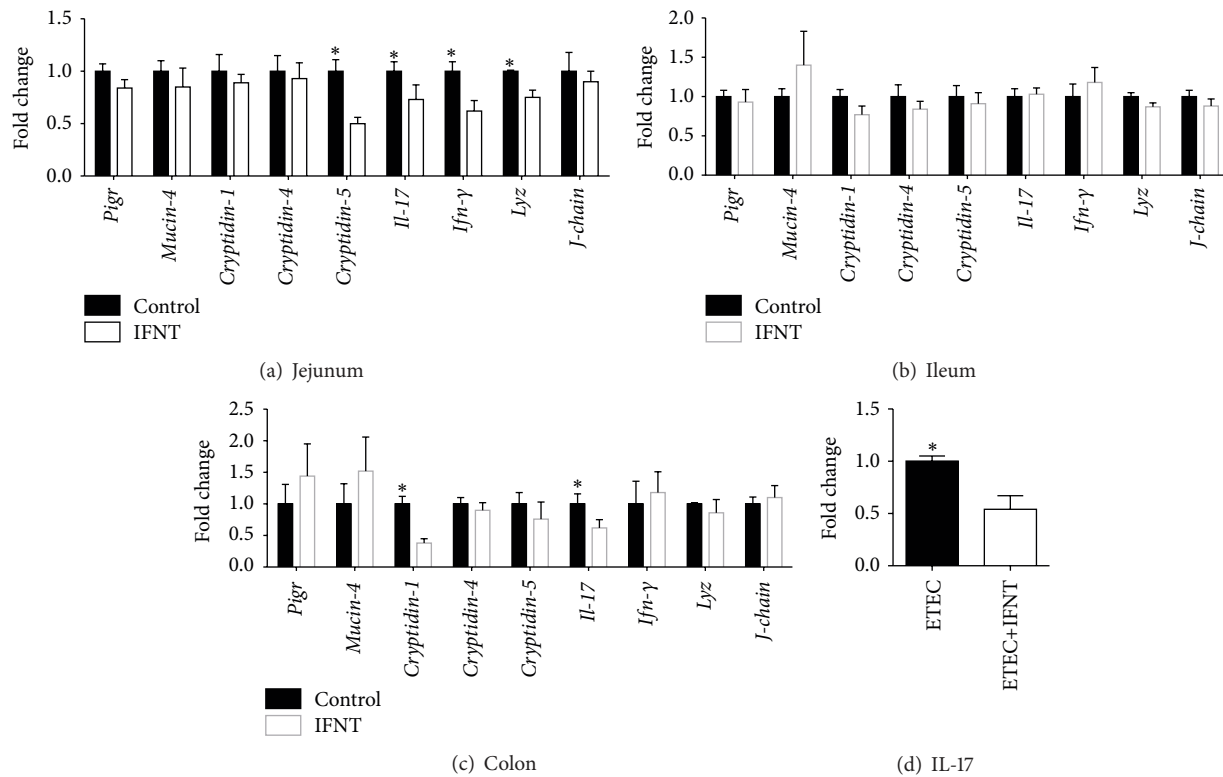 Fold change
1.5
1.0
0.5
0.0
* * * *
Pigr
Mucin-4
Cryptidin-1
Cryptidin-4
Cryptidin-5
Il-17
Ifn-γ
Lyz
J-chain
Control
IFNT
(a) Jejunum
Fold change
2.0
1.5
1.0
0.5
0.0
Pigr
Mucin-4
Cryptidin-1
Cryptidin-4
Cryptidin-5
Il-17
Ifn-γ
Lyz
J-chain
Control
IFNT
(b) Ileum
Fold change
2.5
2.0
1.5
1.0
0.5
0.0
* *
Pigr
Mucin-4
Cryptidin-1
Cryptidin-4
Cryptidin-5
Il-17
Ifn-γ
Lyz
J-chain
Control
IFNT
(c) Colon
Fold change
1.5
1.0
0.5
0.0
*
ETEC
ETEC+IFNT
(d) IL-17